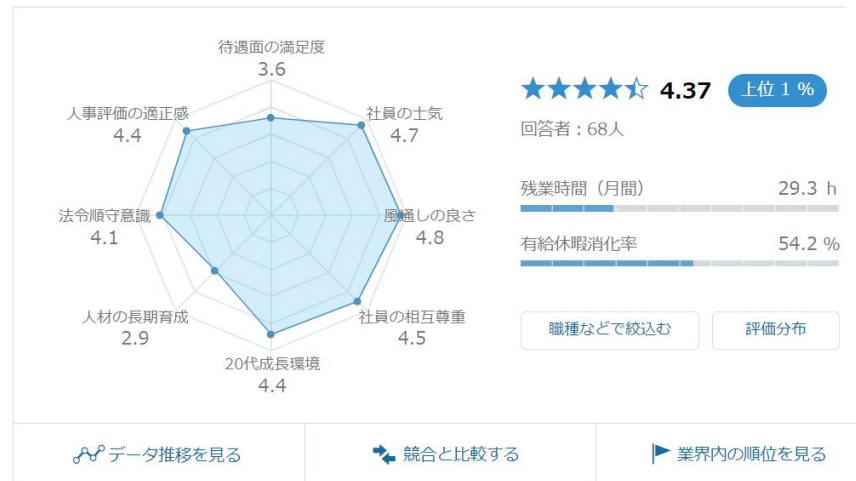 待遇面の満足度
3.6
社員の士気
4.7
風通しの良さ
4.8
社員の相互尊重
4.5
20代成長環境
4.4
人材の長期育成
2.9
法令順守意識
4.1
人事評価の適正感
4.4
4.37 上位 1 %
回答者：68人
残業時間（月間） 29.3 h
有給休暇消化率 54.2 %
職種などで絞込む 評価分布
データ推移を見る 競合と比較する 業界内の順位を見る